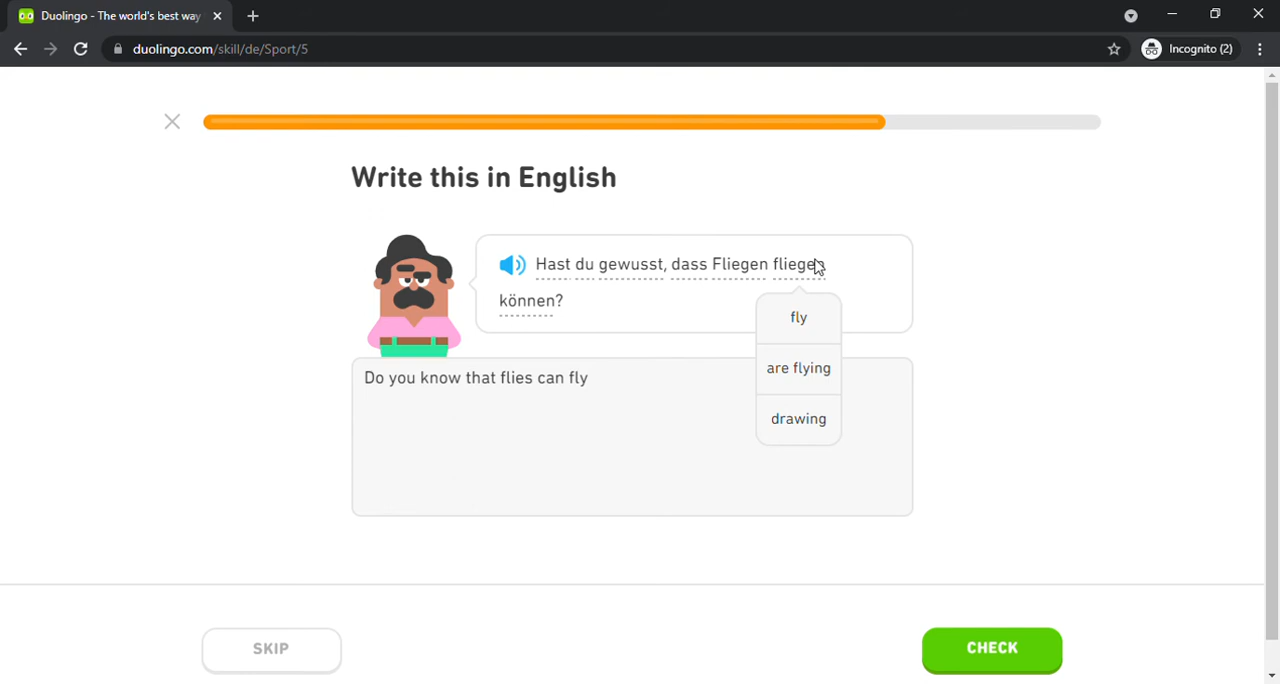 Duolingo - The world's best way
duolingo.com/skill/de/Sport/5
Incognito (2)
Write this in English
Hast du gewusst, dass Fliegen fliegen
können?
fly
are flying
drawing
Do you know that flies can fly
SKIP
CHECK